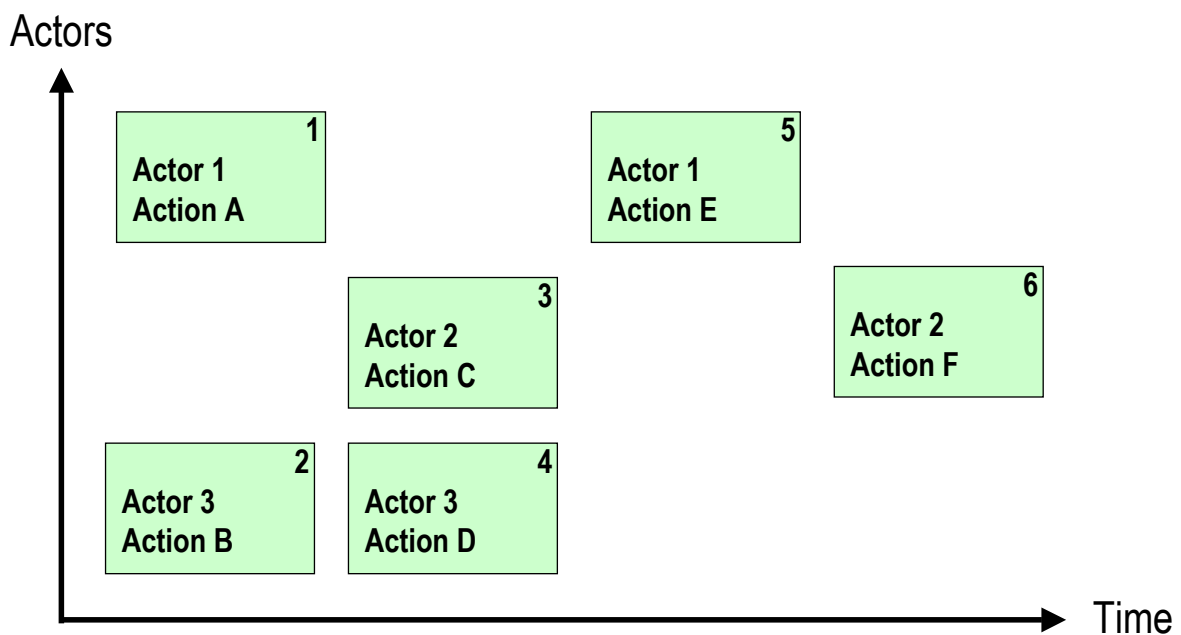 Actors
1
Actor 1
Action A
5
Actor 1
Action E
3
Actor 2
Action C
6
Actor 2
Action F
2
Actor 3
Action B
4
Actor 3
Action D
Time